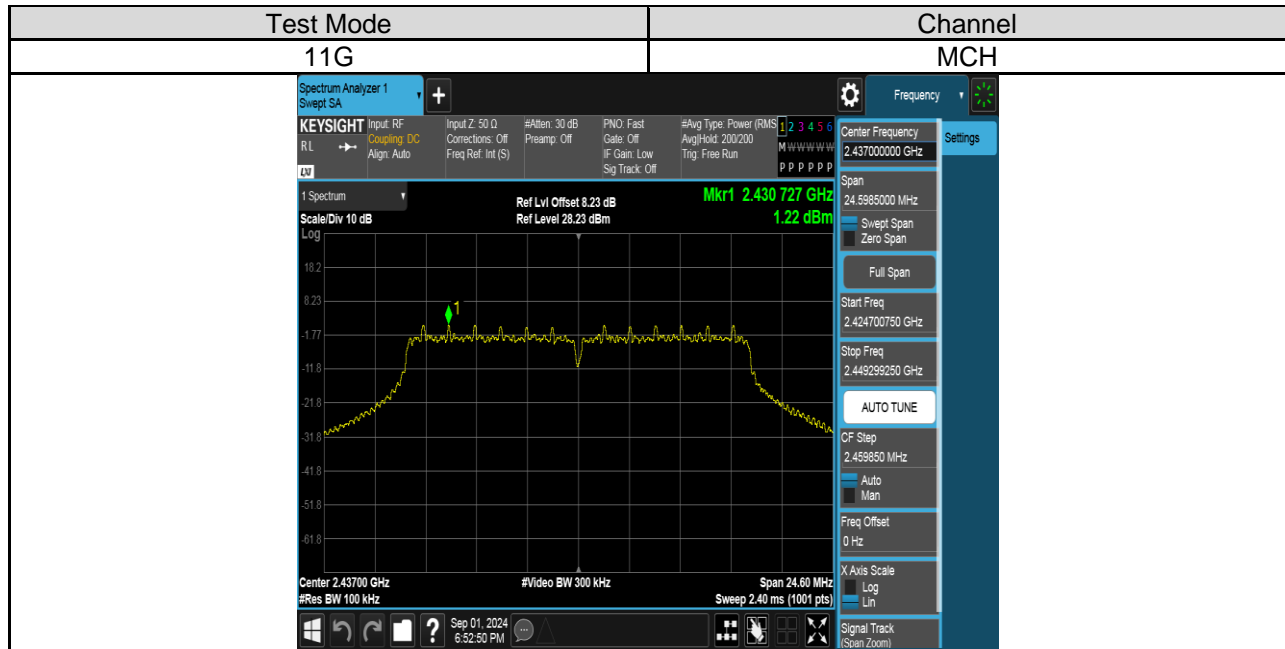 Test Mode Channel
11G MCH
Spectrum Analyzer 1
Swept SA
+
Frequency
KEYSIGHT Input: RF Input Z: 50 Ω #Atten: 30 dB PNO: Fast #Avg Type: Power (RMS 1 2 3 4 5 6
RL Coupling: DC Corrections: Off Preamp: Off Gate: Off Avg|Hold: 200/200 M W W W W W
Align: Auto Freq Ref: Int (S) IF Gain: Low Trig: Free Run
LXI Sig Track: Off P P P P P P
1 Spectrum
Ref Lvl Offset 8.23 dB Mkr1 2.430 727 GHz
Scale/Div 10 dB Ref Level 28.23 dBm 1.22 dBm
Log
18.2
8.23
1
-1.77
-11.8
-21.8
-31.8
-41.8
-51.8
-61.8
Center 2.43700 GHz #Video BW 300 kHz Span 24.60 MHz
#Res BW 100 kHz Sweep 2.40 ms (1001 pts)
Center Frequency
2.437000000 GHz
Settings
Span
24.5985000 MHz
Swept Span
Zero Span
Full Span
Start Freq
2.424700750 GHz
Stop Freq
2.449299250 GHz
AUTO TUNE
CF Step
2.459850 MHz
Auto
Man
Freq Offset
0 Hz
X Axis Scale
Log
Lin
Signal Track
(Span Zoom)
? Sep 01, 2024
6:52:50 PM